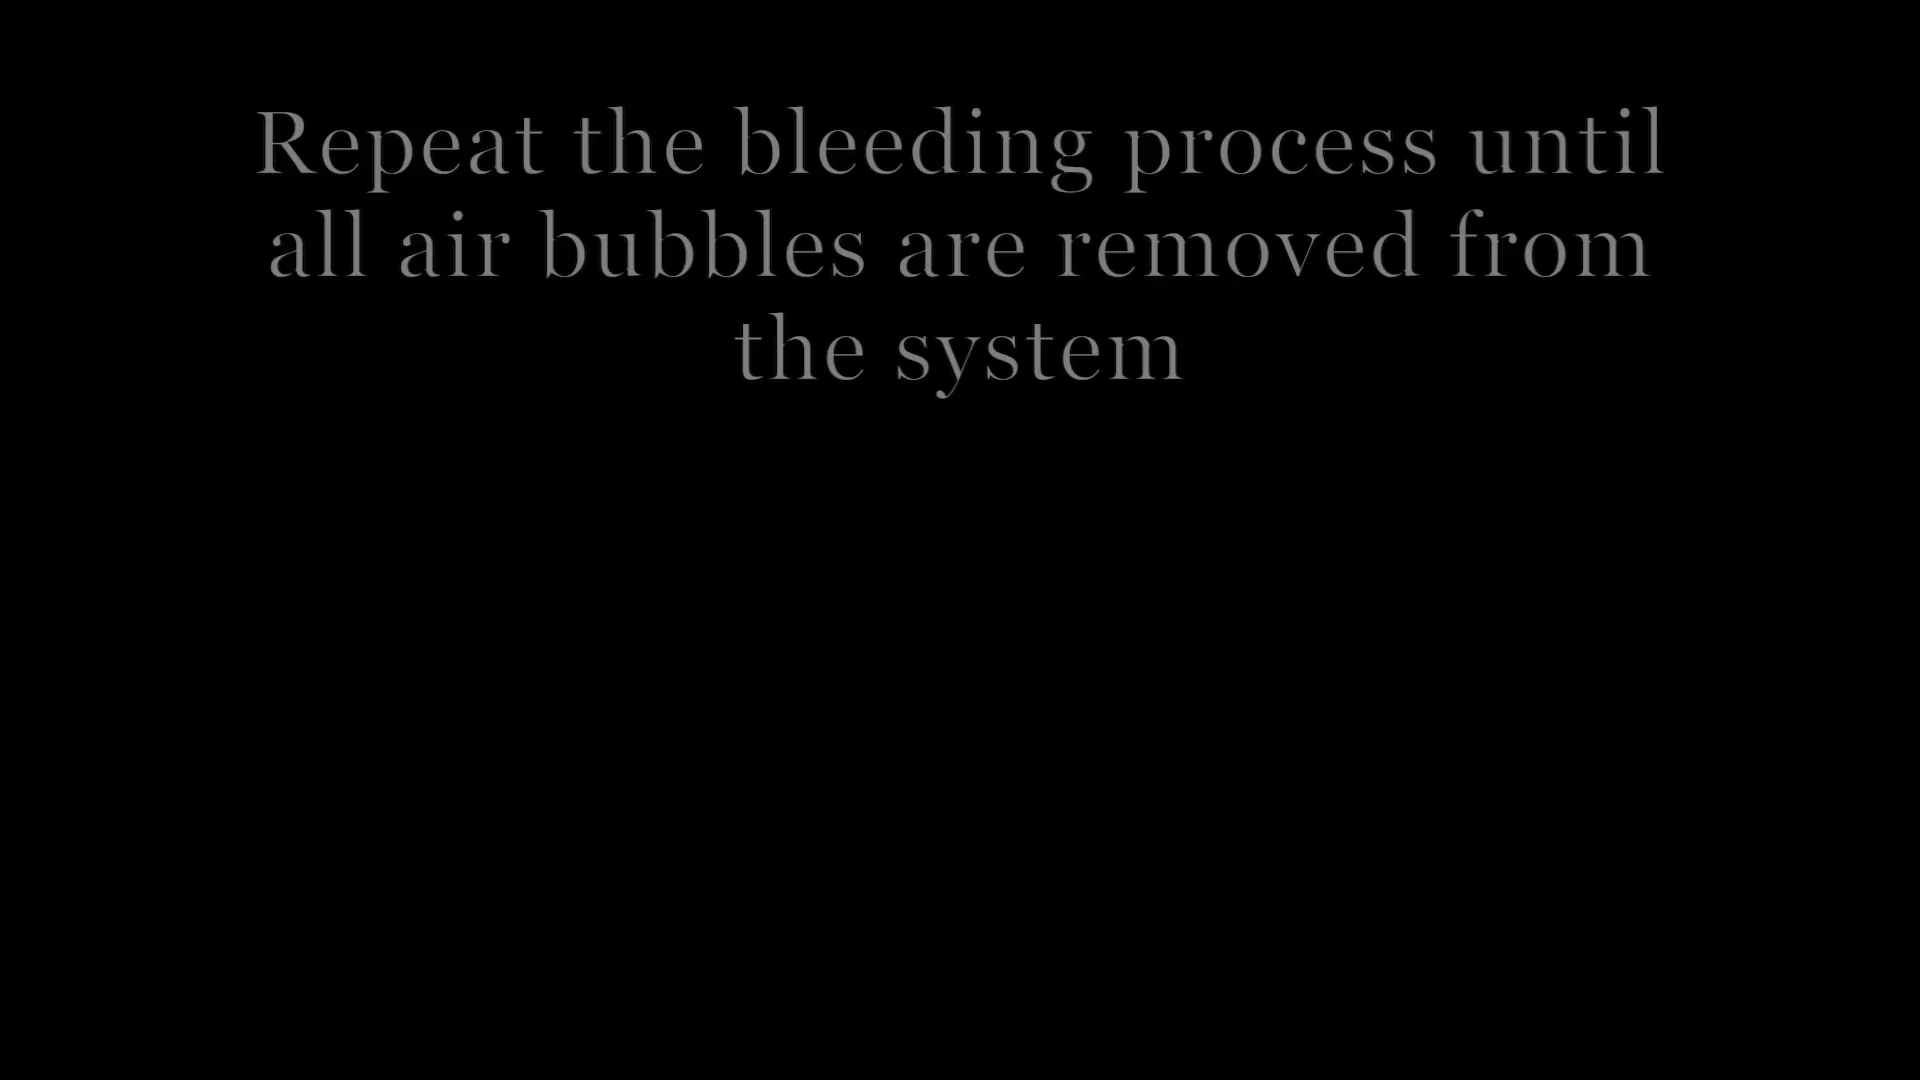 Repeat the bleeding process until
all air bubbles are removed from
the system